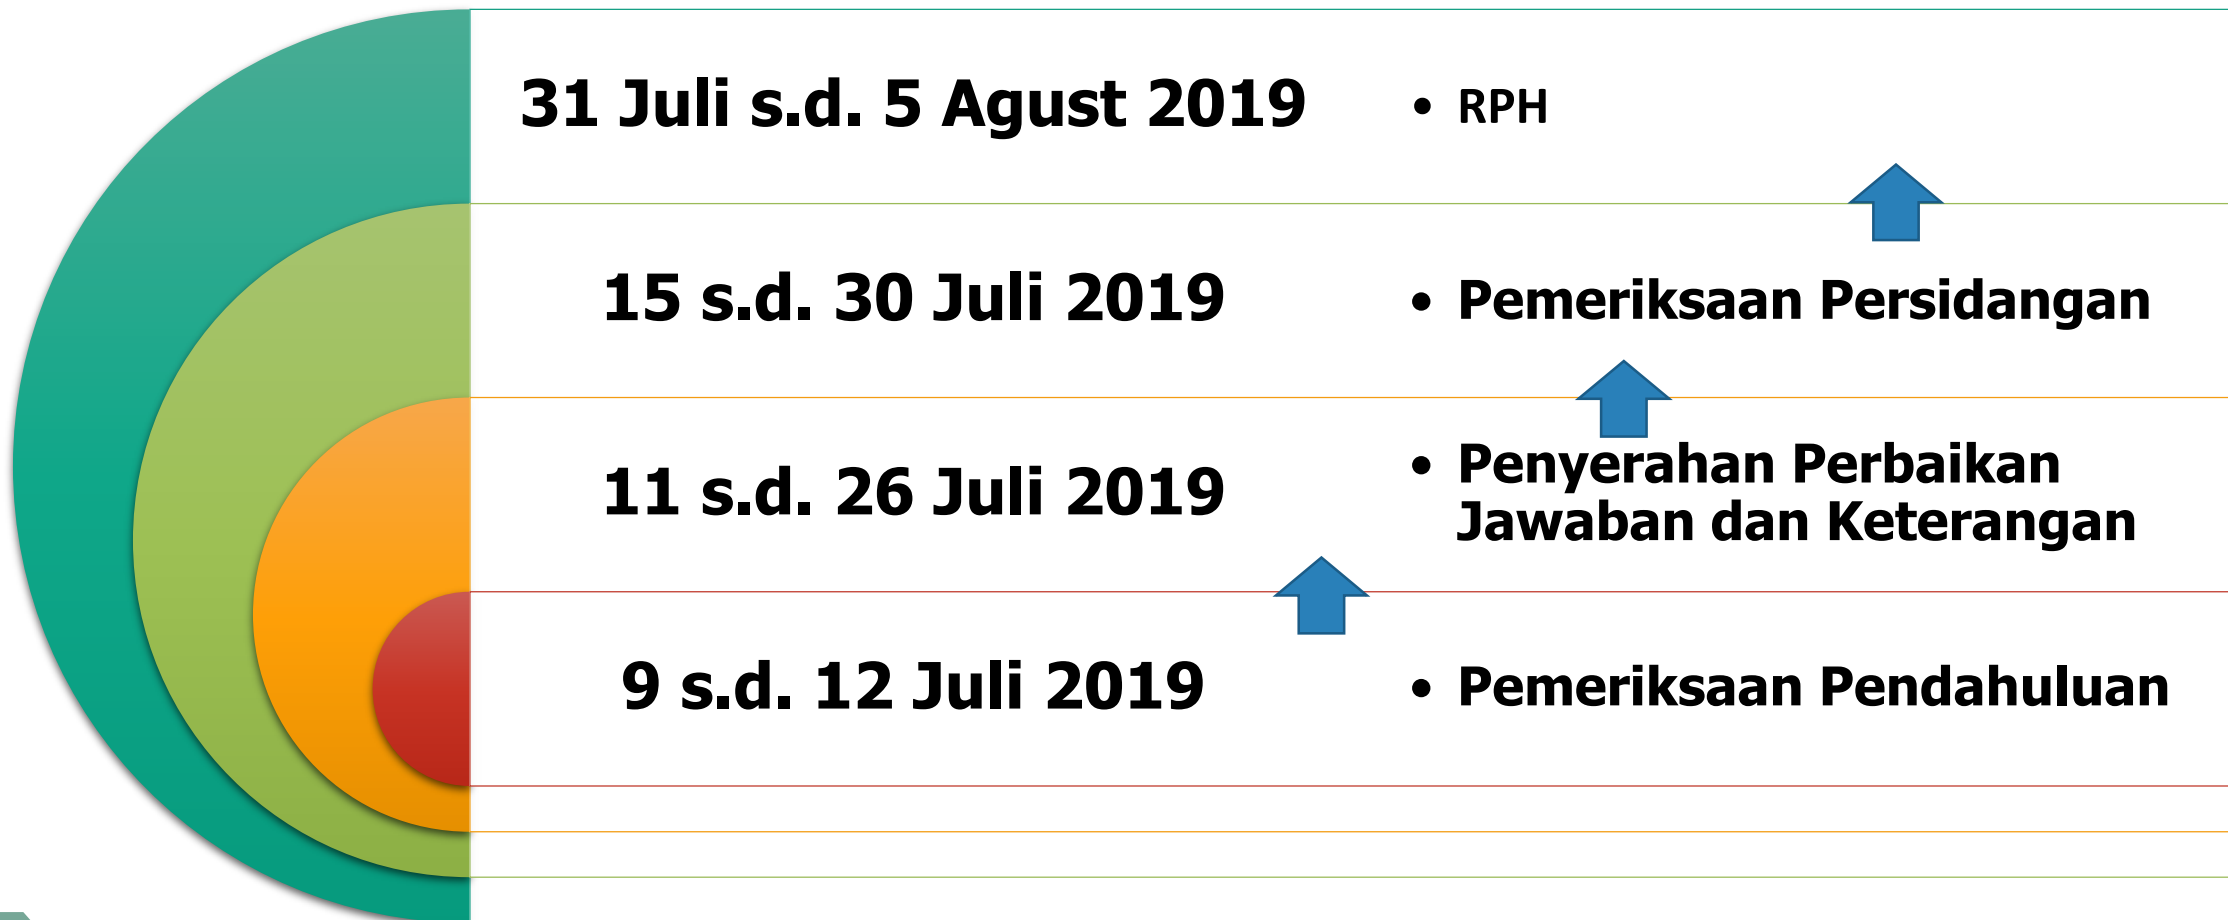 31 Juli s.d. 5 Agust 2019
• RPH
15 s.d. 30 Juli 2019
• Pemeriksaan Persidangan
11 s.d. 26 Juli 2019
• Penyerahan Perbaikan
Jawaban dan Keterangan
9 s.d. 12 Juli 2019
• Pemeriksaan Pendahuluan